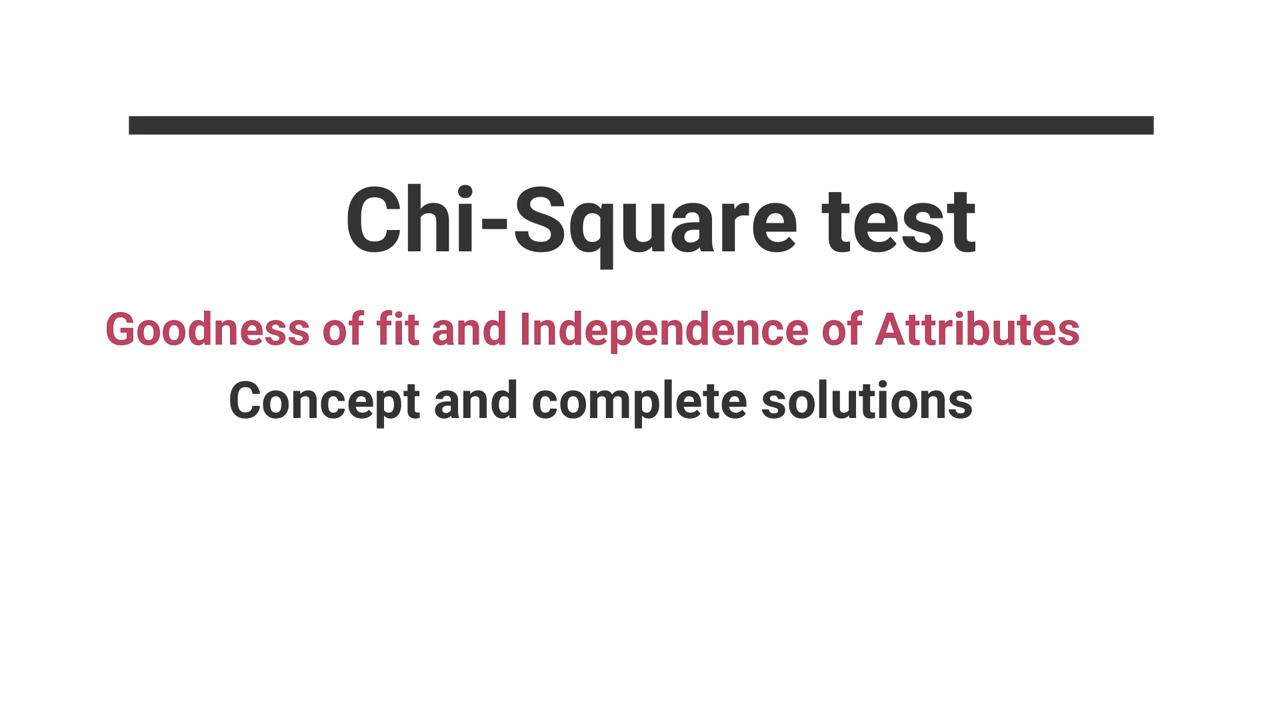 Chi-Square test
Goodness of fit and Independence of Attributes
Concept and complete solutions